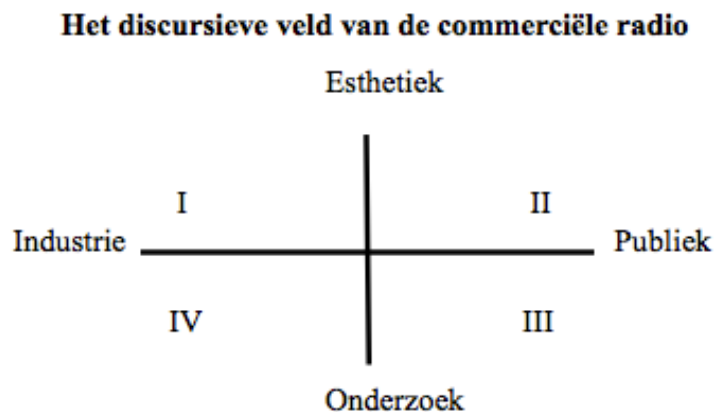 Het discursieve veld van de commerciële radio
Esthetiek
I
II
Industrie
Publiek
IV
III
Onderzoek